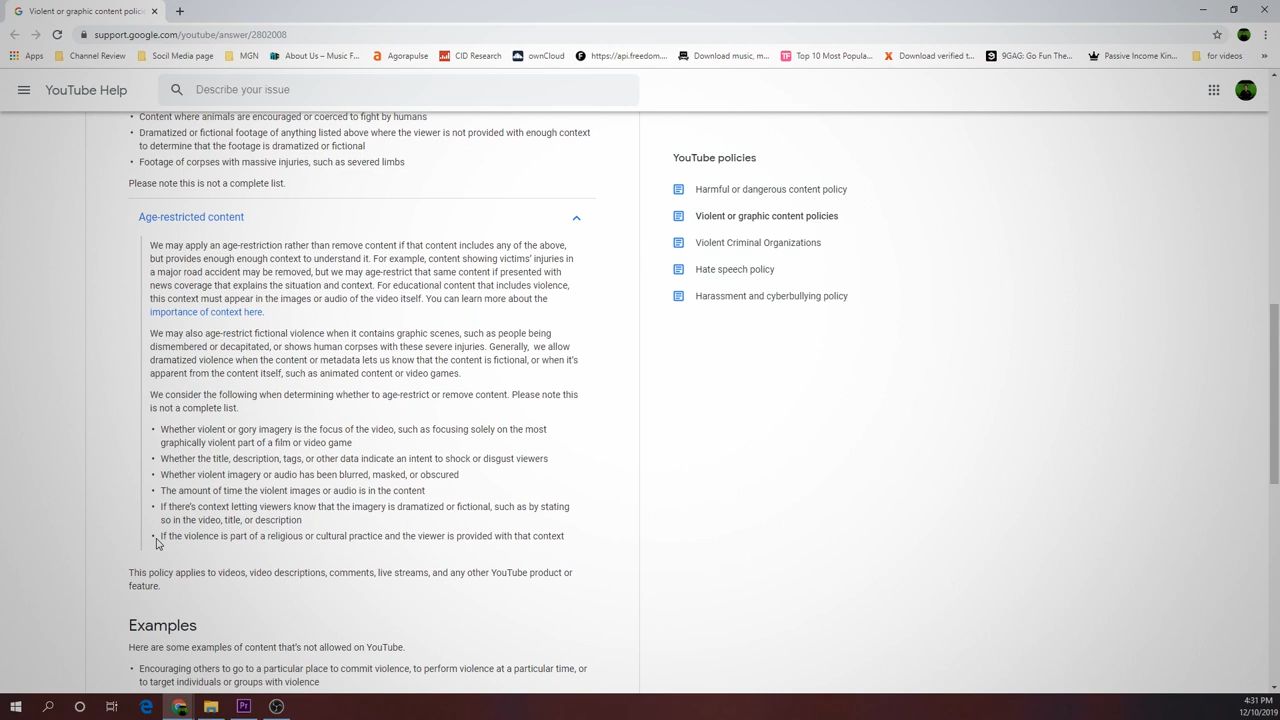 Violent or graphic content polici
support.google.com/youtube/answer/2802008
Apps
Socail Media page
MGN
About Us – Music F...
Agorapulse
CID Research
ownCloud
https://api.freedom...
Download music, m...
Top 10 Most Popula...
Download verified t...
9GAG: Go Fun The...
Passive Income Kin...
for videos
»
YouTube Help
Describe your issue
• Content where animals are encouraged or coerced to fight by humans
• Dramatized or fictional footage of anything listed above where the viewer is not provided with enough context
to determine that the footage is dramatized or fictional
• Footage of corpses with massive injuries, such as severed limbs
Please note this is not a complete list.
Age-restricted content
We may apply an age-restriction rather than remove content if that content includes any of the above,
but provides enough enough context to understand it. For example, content showing victims' injuries in
a major road accident may be removed, but we may age-restrict that same content if presented with
news coverage that explains the situation and context. For educational content that includes violence,
this context must appear in the images or audio of the video itself. You can learn more about the
importance of context here.
We may also age-restrict fictional violence when it contains graphic scenes, such as people being
dismembered or decapitated, or shows human corpses with these severe injuries. Generally, we allow
dramatized violence when the content or metadata lets us know that the content is fictional, or when it's
apparent from the content itself, such as animated content or video games.
We consider the following when determining whether to age-restrict or remove content. Please note this
is not a complete list.
• Whether violent or gory imagery is the focus of the video, such as focusing solely on the most
graphically violent part of a film or video game
• Whether the title, description, tags, or other data indicate an intent to shock or disgust viewers
• Whether violent imagery or audio has been blurred, masked, or obscured
• The amount of time the violent images or audio is in the content
• If there's context letting viewers know that the imagery is dramatized or fictional, such as by stating
so in the video, title, or description
• If the violence is part of a religious or cultural practice and the viewer is provided with that context
This policy applies to videos, video descriptions, comments, live streams, and any other YouTube product or
feature.
Examples
Here are some examples of content that's not allowed on YouTube.
• Encouraging others to go to a particular place to commit violence, to perform violence at a particular time, or
to target individuals or groups with violence
YouTube policies
Harmful or dangerous content policy
Violent or graphic content policies
Violent Criminal Organizations
Hate speech policy
Harassment and cyberbullying policy
4:31 PM
12/10/2019